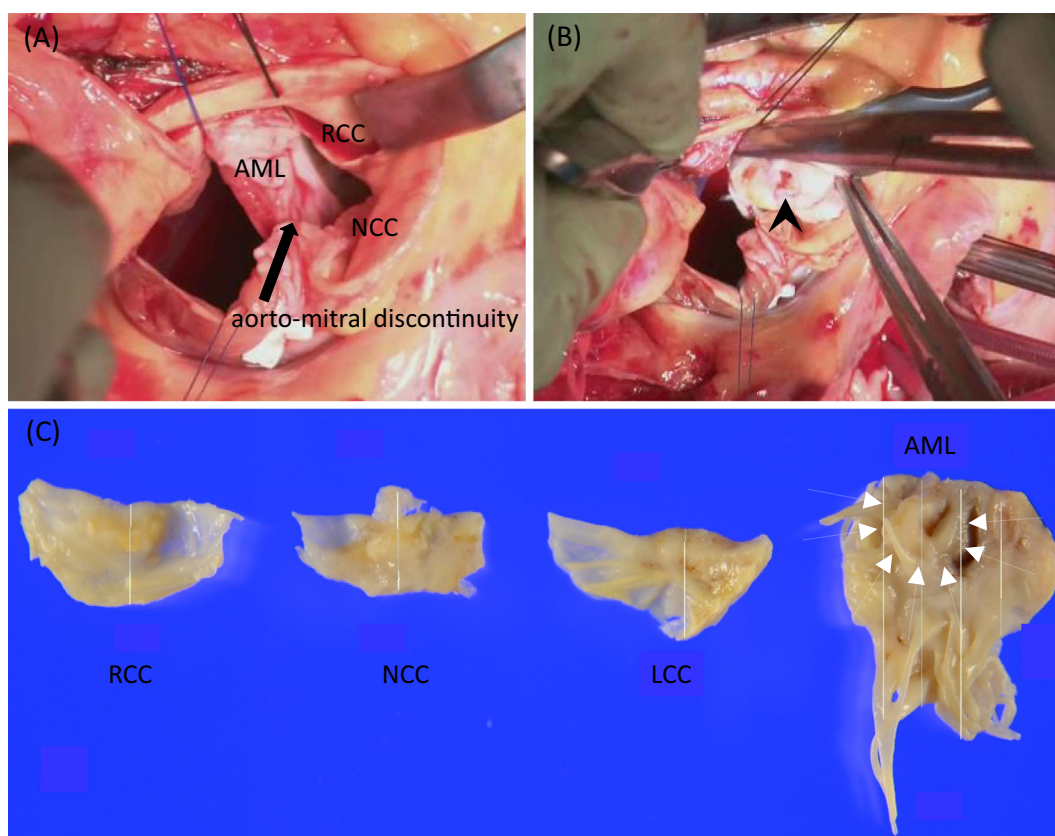 (A)
RCC
AML
NCC
aorto-mitral discontinuity
(B)
(C)
AML
RCC
NCC
LCC